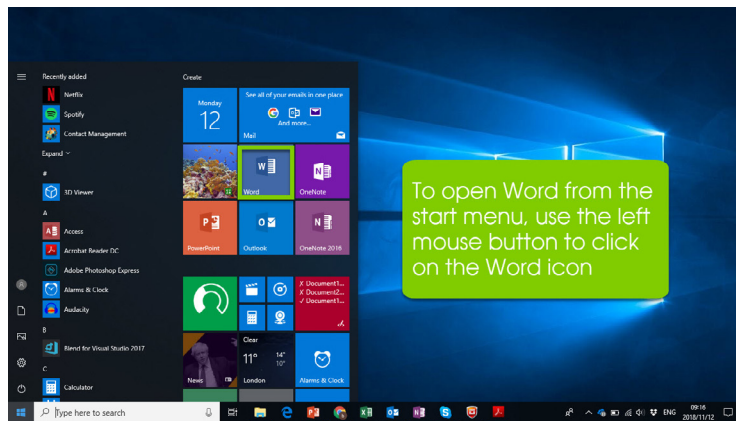 Recently added
Netflix
Spotify
Contact Management
Expand
#
3D Viewer
A
Access
Acrobat Reader DC
Adobe Photoshop Express
Alarms & Clock
Audacity
B
Blend for Visual Studio 2017
C
Calculator
Create
Monday
12
See all of your emails in one place
And more...
Mail
Word
OneNote
PowerPoint
Outlook
OneNote 2016
X Document1...
X Document2...
✓ Document1...
News
Clear
11°
14°
10°
London
Alarms & Clock
To open Word from the
start menu, use the left
mouse button to click
on the Word icon
Type here to search
ENG
09:16
2018/11/12